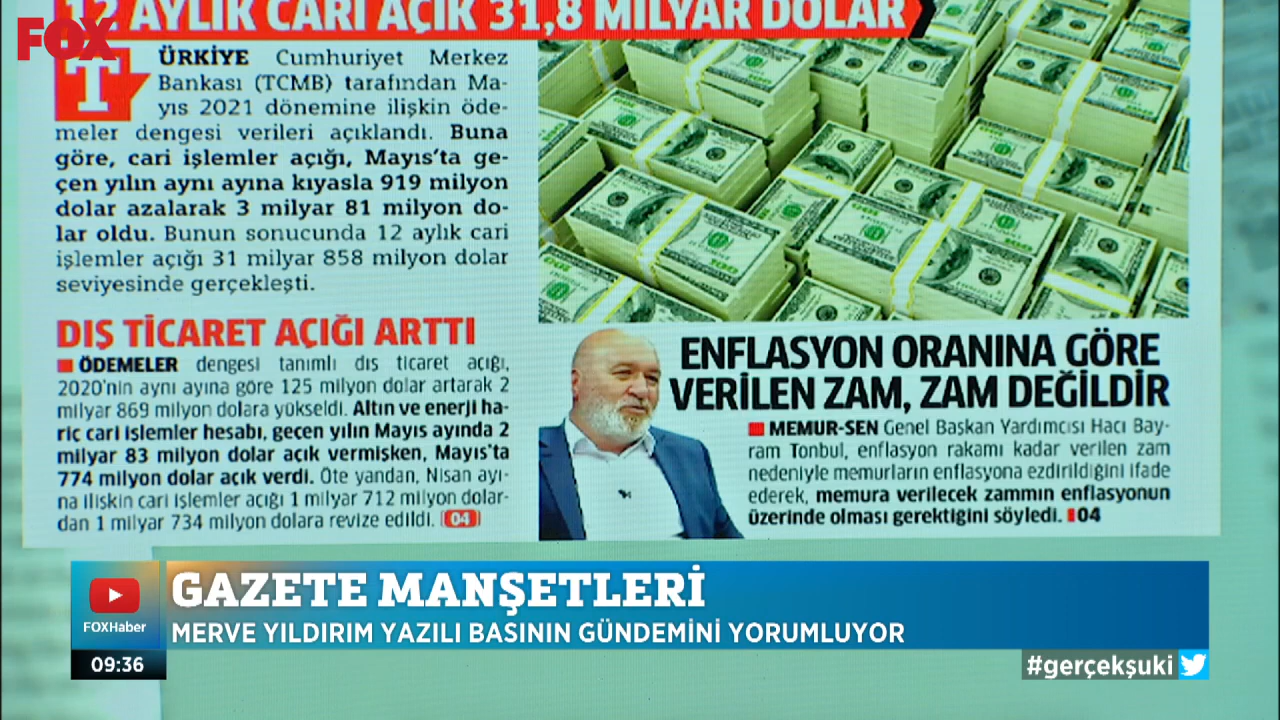 12 AYLIK CARİ AÇIK 31,8 MİLYAR DOLAR
FOX
TÜRKİYE Cumhuriyet Merkez
Bankası (TCMB) tarafından Ma-
yıs 2021 dönemine ilişkin öde-
meler dengesi verileri açıklandı. Buna
göre, cari işlemler açığı, Mayıs'ta ge-
çen yılın aynı ayına kıyasla 919 milyon
dolar azalarak 3 milyar 81 milyon do-
lar oldu. Bunun sonucunda 12 aylık cari
işlemler açığı 31 milyar 858 milyon dolar
seviyesinde gerçekleşti.
DIŞ TİCARET AÇIĞI ARTTI
ÖDEMELER dengesi tanımlı dış ticaret açığı,
2020'nin aynı ayına göre 125 milyon dolar artarak 2
milyar 869 milyon dolara yükseldi. Altın ve enerji ha-
riç cari işlemler hesabı, geçen yılın Mayıs ayında 2
milyar 83 milyon dolar açık vermişken, Mayıs'ta
774 milyon dolar açık verdi. Öte yandan, Nisan ayı-
na ilişkin cari işlemler açığı 1 milyar 712 milyon dolar-
dan 1 milyar 734 milyon dolara revize edildi. 04
ENFLASYON ORANINA GÖRE
VERİLEN ZAM, ZAM DEĞİLDİR
MEMUR-SEN Genel Başkan Yardımcısı Hacı Bay-
ram Tonbul, enflasyon rakamı kadar verilen zam
nedeniyle memurların enflasyona ezdirildiğini ifade
ederek, memura verilecek zammın enflasyonun
üzerinde olması gerektiğini söyledi. 04
GAZETE MANŞETLERİ
FOXHaber
MERVE YILDIRIM YAZILI BASININ GÜNDEMİNİ YORUMLUYOR
09:36
#gerçekşuki